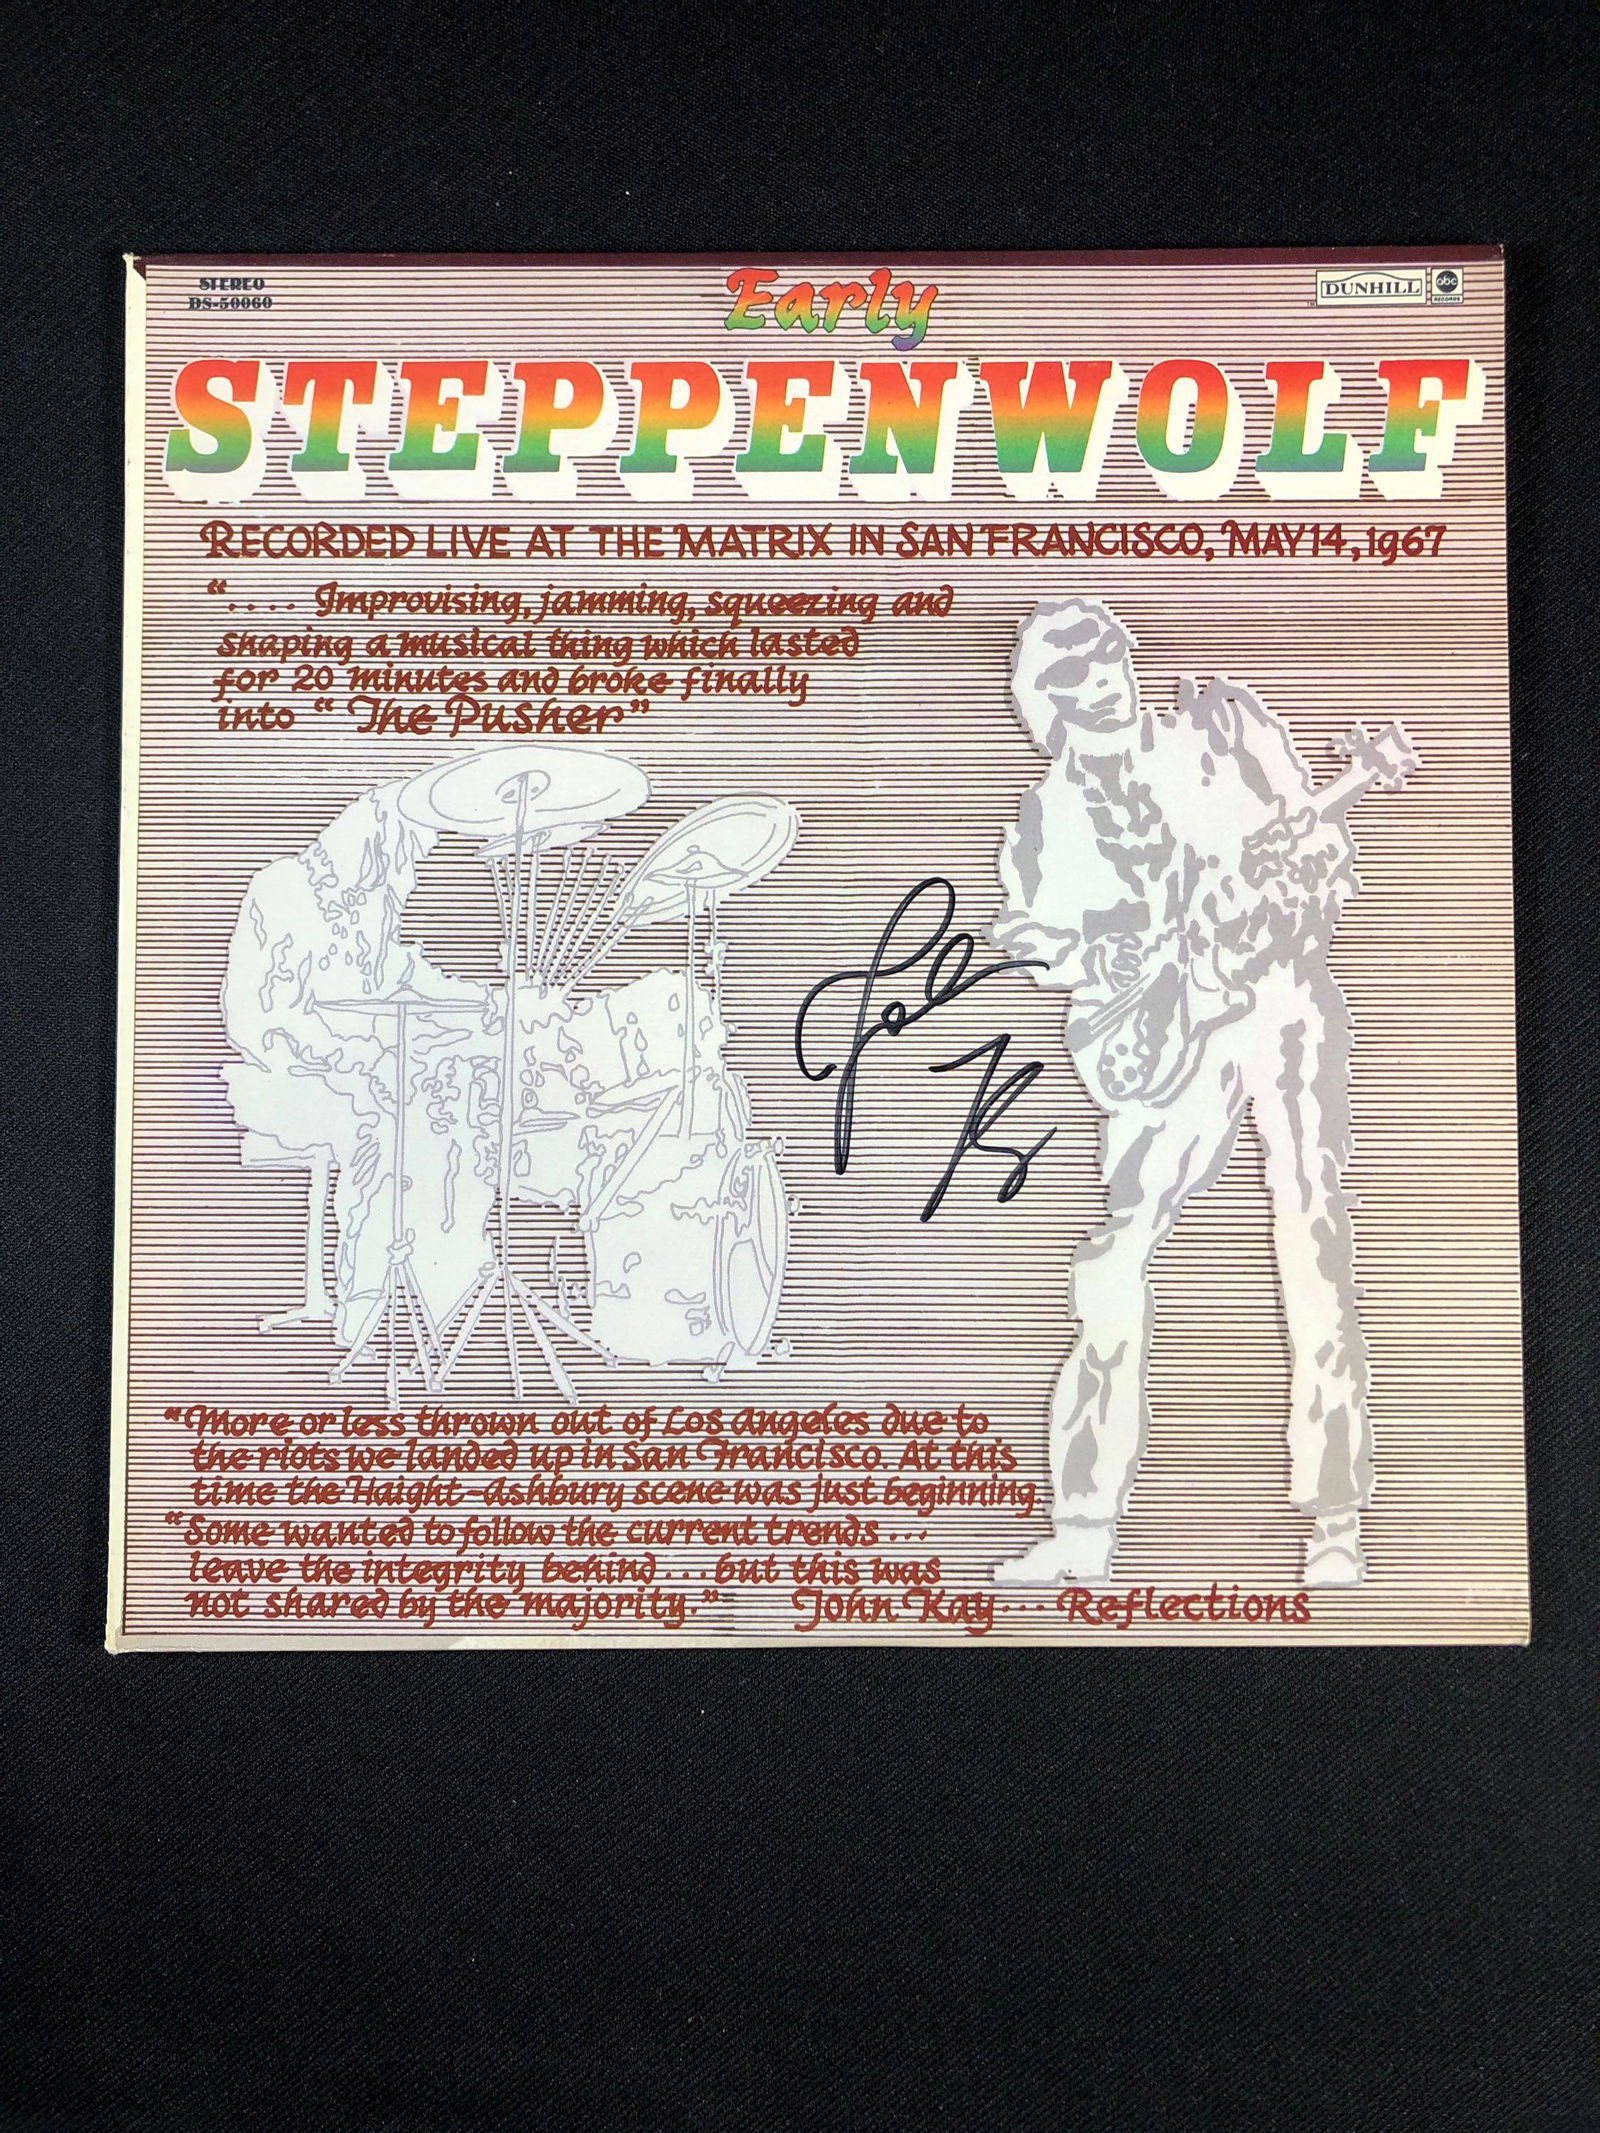 STEREO
DS-50060
Early
DUNHILL
abc
RECORDS
TM
STEPPENWOLF
RECORDED LIVE AT THE MATRIX IN SAN FRANCISCO, MAY 14, 1967
“.... Improvising, jamming, squeezing and
shaping a musical thing which lasted
for 20 minutes and broke finally
into “The Pusher”
John Kay
“More or less thrown out of Los Angeles due to
the riots we landed up in San Francisco. At this
time the Haight-Ashbury scene was just beginning.
“Some wanted to follow the current trends...
leave the integrity behind...but this was
not shared by the majority.” John Kay... Reflections